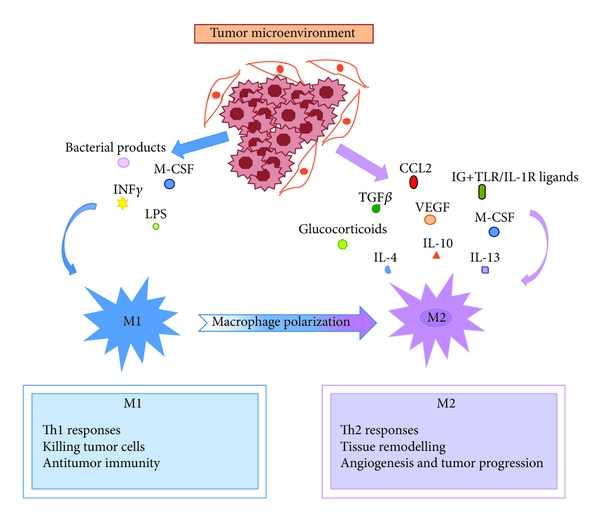 Tumor microenvironment
Bacterial products
M-CSF
INFγ
LPS
CCL2
IG+TLR/IL-1R ligands
TGFβ
VEGF
M-CSF
Glucocorticoids
IL-10
IL-4
IL-13
M1
Macrophage polarization
M2
M1
Th1 responses
Killing tumor cells
Antitumor immunity
M2
Th2 responses
Tissue remodelling
Angiogenesis and tumor progression